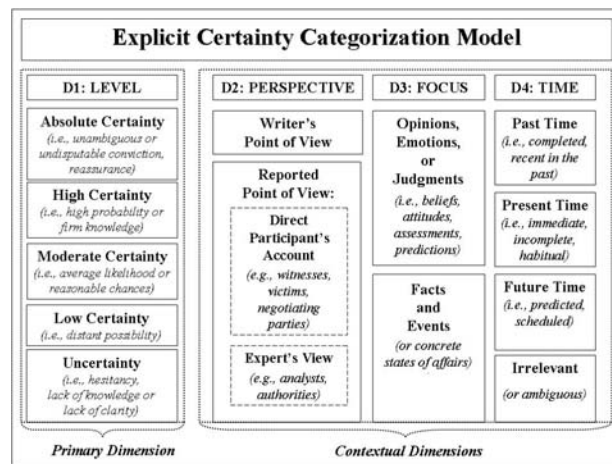 Explicit Certainty Categorization Model
D1: LEVEL
Absolute Certainty
(i.e., unambiguous or
undisputable conviction,
reassurance)
High Certainty
(i.e., high probability or
firm knowledge)
Moderate Certainty
(i.e., average likelihood or
reasonable chances)
Low Certainty
(i.e., distant possibility)
Uncertainty
(i.e., hesitancy,
lack of knowledge or
lack of clarity)
Primary Dimension
D2: PERSPECTIVE
Writer's
Point of View
Reported
Point of View:
Direct
Participant's
Account
(e.g., witnesses,
victims,
negotiating
parties)
Expert's View
(e.g., analysts,
authorities)
D3: FOCUS
Opinions,
Emotions,
or
Judgments
(i.e., beliefs,
attitudes,
assessments,
predictions)
Facts
and
Events
(or concrete
states of affairs)
D4: TIME
Past Time
(i.e., completed,
recent in the
past)
Present Time
(i.e., immediate,
incomplete,
habitual)
Future Time
(i.e., predicted,
scheduled)
Irrelevant
(or ambiguous)
Contextual Dimensions